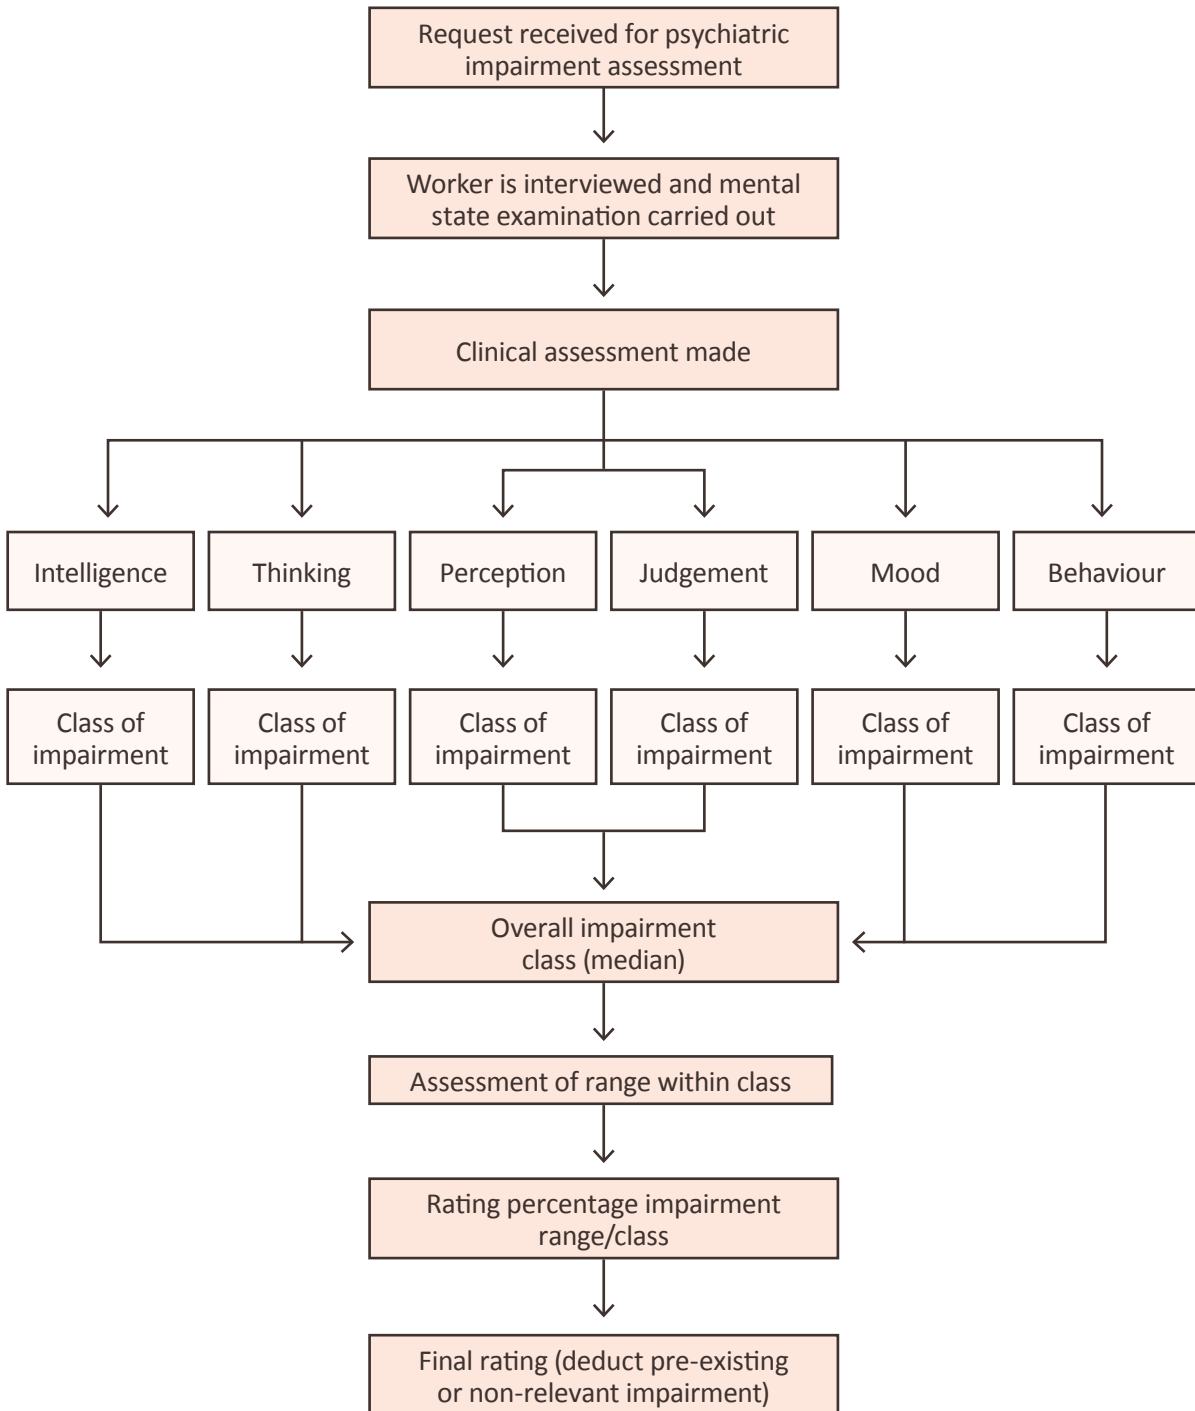 Request received for psychiatric
impairment assessment
Worker is interviewed and mental
state examination carried out
Clinical assessment made
Intelligence
Thinking
Perception
Judgement
Mood
Behaviour
Class of
impairment
Class of
impairment
Class of
impairment
Class of
impairment
Class of
impairment
Class of
impairment
Overall impairment
class (median)
Assessment of range within class
Rating percentage impairment
range/class
Final rating (deduct pre-existing
or non-relevant impairment)